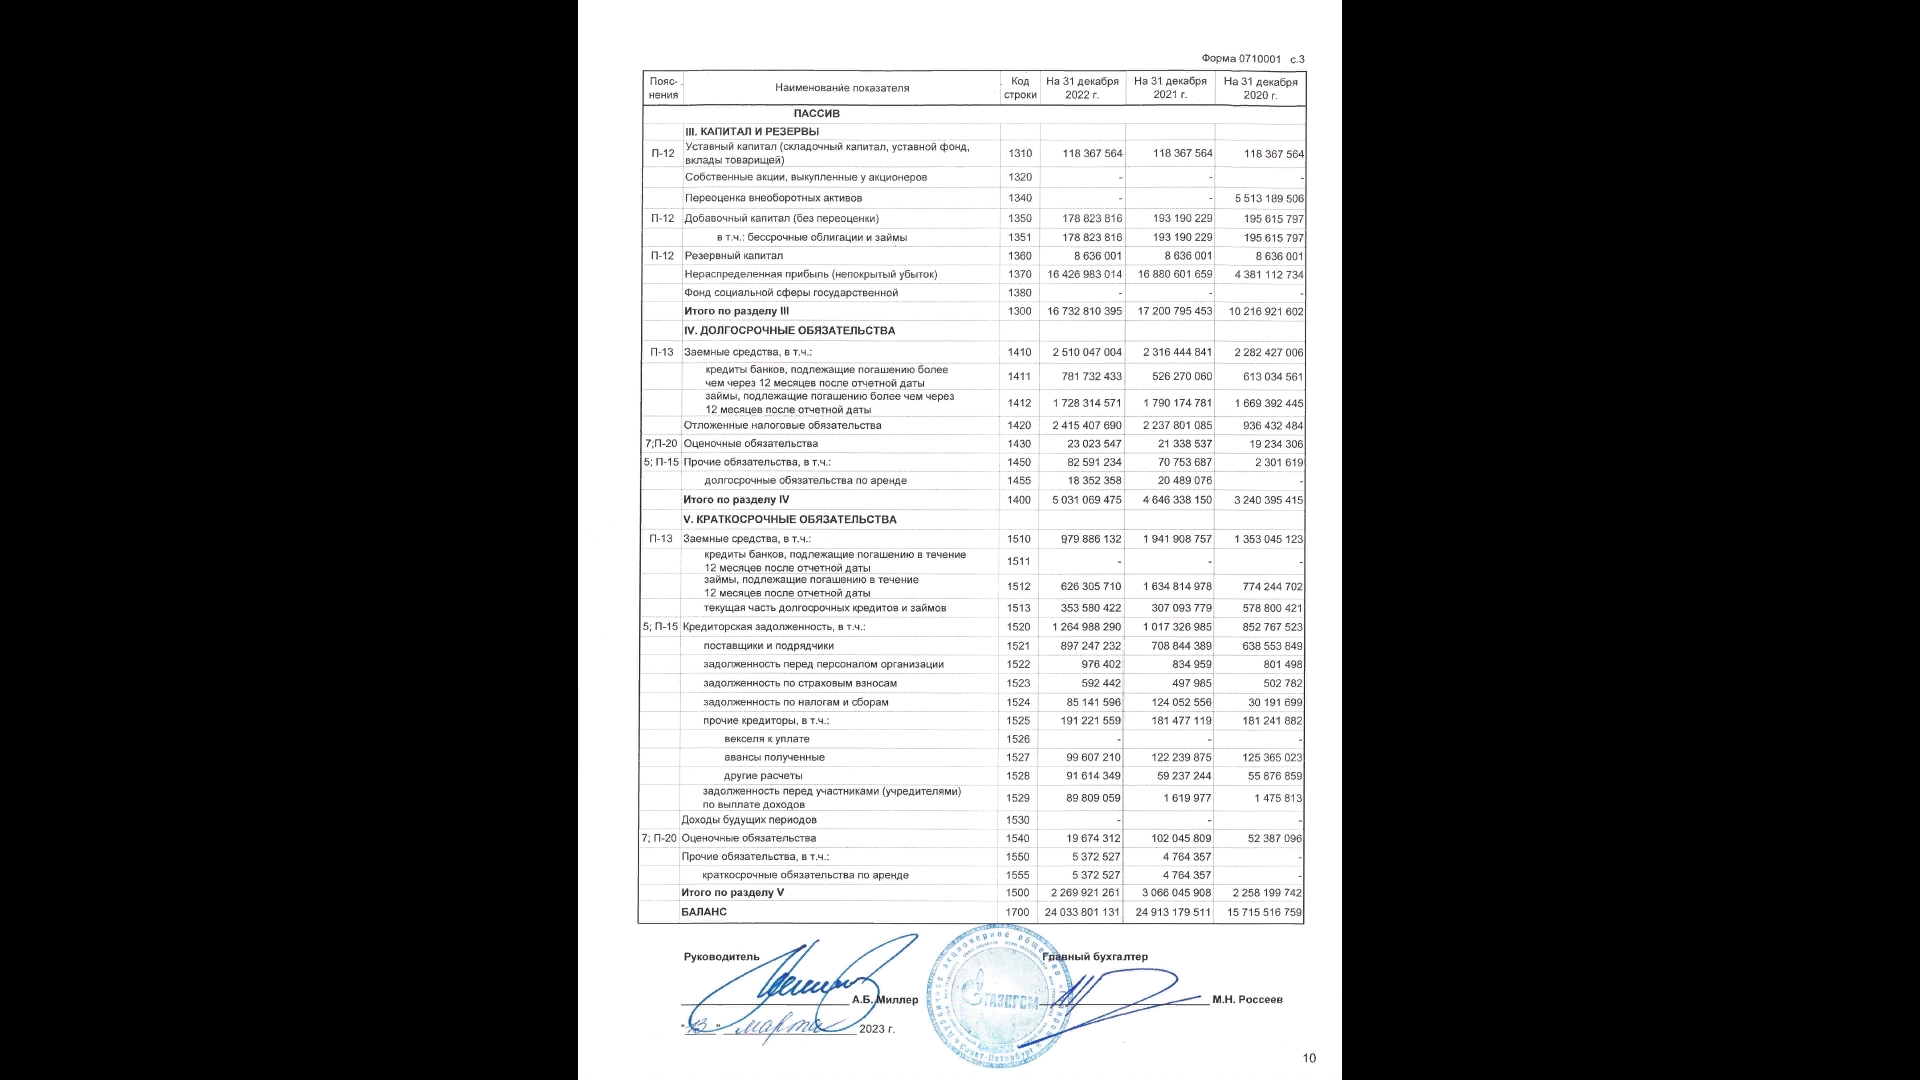 Форма 0710001 с.3
Пояс- Наименование показателя Код На 31 декабря На 31 декабря На 31 декабря
нения строки 2022 г. 2021 г. 2020 г.
ПАССИВ
III. КАПИТАЛ И РЕЗЕРВЫ
П-12 Уставный капитал (складочный капитал, уставной фонд, 1310 118 367 564 118 367 564 118 367 564
вклады товарищей)
Собственные акции, выкупленные у акционеров 1320 - - -
Переоценка внеоборотных активов 1340 - - 5 513 189 506
П-12 Добавочный капитал (без переоценки) 1350 178 823 816 193 190 229 195 615 797
в т.ч.: бессрочные облигации и займы 1351 178 823 816 193 190 229 195 615 797
П-12 Резервный капитал 1360 8 636 001 8 636 001 8 636 001
Нераспределенная прибыль (непокрытый убыток) 1370 16 426 983 014 16 880 601 659 4 381 112 734
Фонд социальной сферы государственной 1380 - - -
Итого по разделу III 1300 16 732 810 395 17 200 795 453 10 216 921 602
IV. ДОЛГОСРОЧНЫЕ ОБЯЗАТЕЛЬСТВА
П-13 Заемные средства, в т.ч.: 1410 2 510 047 004 2 316 444 841 2 282 427 006
кредиты банков, подлежащие погашению более 1411 781 732 433 526 270 060 613 034 561
чем через 12 месяцев после отчетной даты
займы, подлежащие погашению более чем через 1412 1 728 314 571 1 790 174 781 1 669 392 445
12 месяцев после отчетной даты
Отложенные налоговые обязательства 1420 2 415 407 690 2 237 801 085 936 432 484
7;П-20 Оценочные обязательства 1430 23 023 547 21 338 537 19 234 306
5; П-15 Прочие обязательства, в т.ч.: 1450 82 591 234 70 753 687 2 301 619
долгосрочные обязательства по аренде 1455 18 352 358 20 489 076 -
Итого по разделу IV 1400 5 031 069 475 4 646 338 150 3 240 395 415
V. КРАТКОСРОЧНЫЕ ОБЯЗАТЕЛЬСТВА
П-13 Заемные средства, в т.ч.: 1510 979 886 132 1 941 908 757 1 353 045 123
кредиты банков, подлежащие погашению в течение 1511 - - -
12 месяцев после отчетной даты
займы, подлежащие погашению в течение 1512 626 305 710 1 634 814 978 774 244 702
12 месяцев после отчетной даты
текущая часть долгосрочных кредитов и займов 1513 353 580 422 307 093 779 578 800 421
5; П-15 Кредиторская задолженность, в т.ч.: 1520 1 264 988 290 1 017 326 985 852 767 523
поставщики и подрядчики 1521 897 247 232 708 844 389 638 553 849
задолженность перед персоналом организации 1522 976 402 834 959 801 498
задолженность по страховым взносам 1523 592 442 497 985 502 782
задолженность по налогам и сборам 1524 85 141 596 124 052 556 30 191 699
прочие кредиторы, в т.ч.: 1525 191 221 559 181 477 119 181 241 882
векселя к уплате 1526 - - -
авансы полученные 1527 99 607 210 122 239 875 125 365 023
другие расчеты 1528 91 614 349 59 237 244 55 876 859
задолженность перед участниками (учредителями) 1529 89 809 059 1 619 977 1 475 813
по выплате доходов
Доходы будущих периодов 1530 - - -
7; П-20 Оценочные обязательства 1540 19 674 312 102 045 809 52 387 096
Прочие обязательства, в т.ч.: 1550 5 372 527 4 764 357 -
краткосрочные обязательства по аренде 1555 5 372 527 4 764 357 -
Итого по разделу V 1500 2 269 921 261 3 066 045 908 2 258 199 742
БАЛАНС 1700 24 033 801 131 24 913 179 511 15 715 516 759
Руководитель Главный бухгалтер
А.Б. Миллер ГАЗПРОМ М.Н. Россеев
"13" марта 2023 г.
Публичное акционерное общество «Газпром» Санкт-Петербург
10